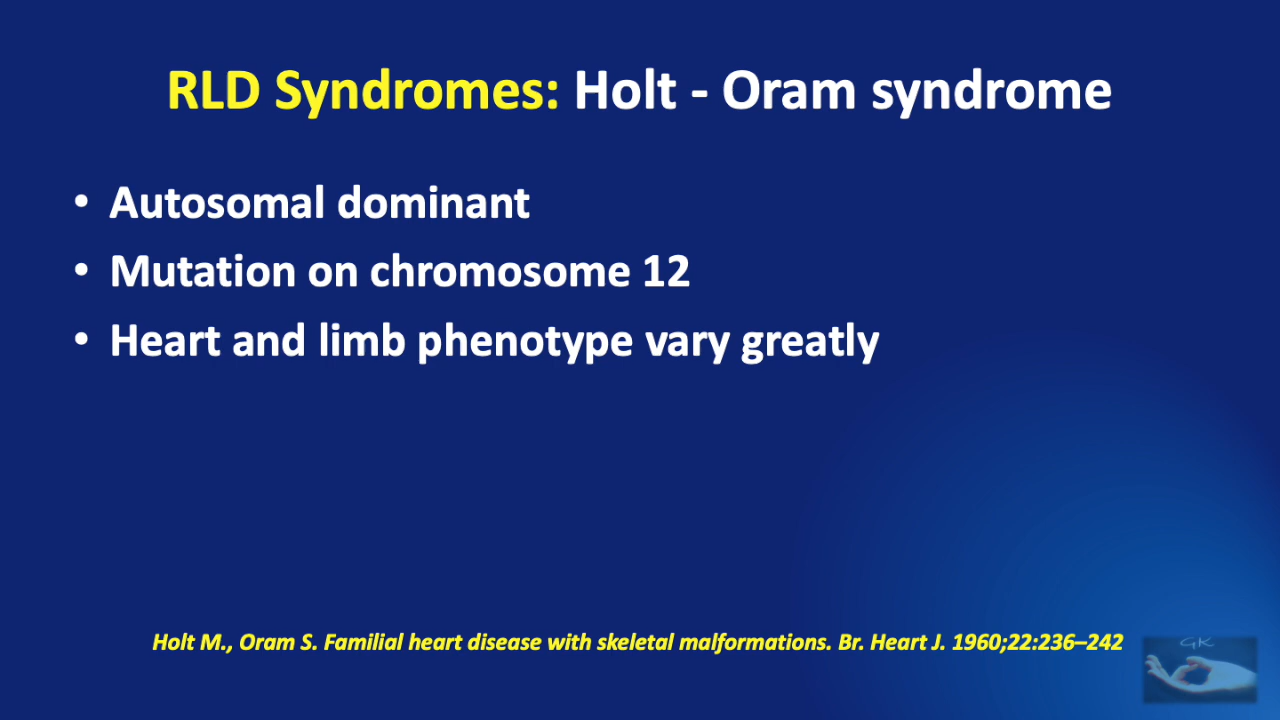 RLD Syndromes: Holt - Oram syndrome
• Autosomal dominant
• Mutation on chromosome 12
• Heart and limb phenotype vary greatly
Holt M., Oram S. Familial heart disease with skeletal malformations. Br. Heart J. 1960;22:236–242
GK